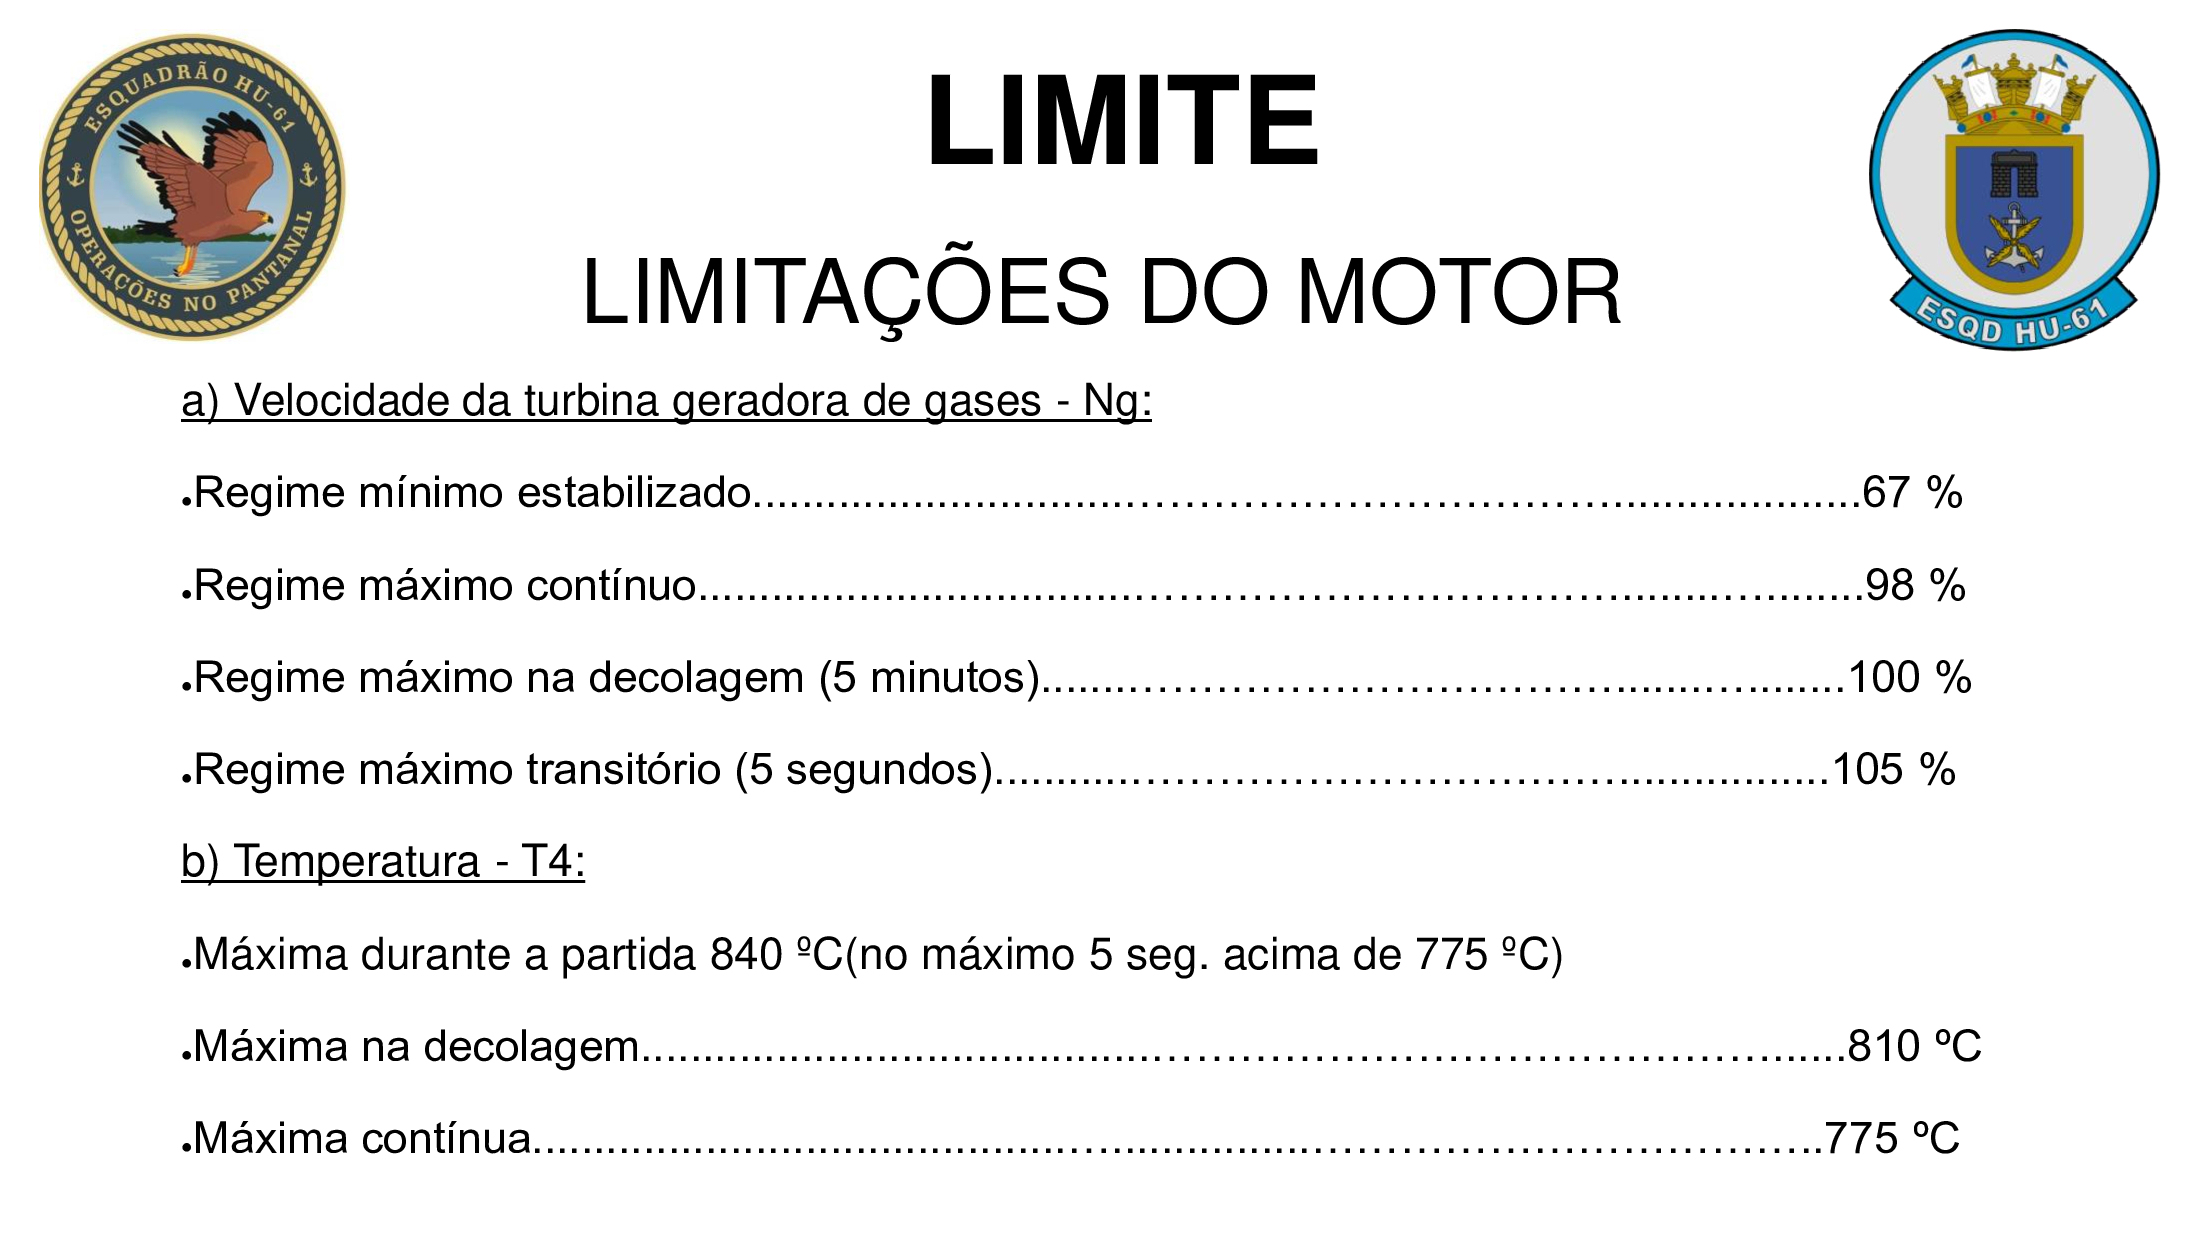 ESQUADRÃO HU-61
OPERAÇÕES NO PANTANAL
LIMITE
ESQD HU-61
LIMITAÇÕES DO MOTOR
a) Velocidade da turbina geradora de gases - Ng:
•Regime mínimo estabilizado...............................……………………………....................67 %
•Regime máximo contínuo....................................……………………………........…........98 %
•Regime máximo na decolagem (5 minutos).......……………………………........…........100 %
•Regime máximo transitório (5 segundos)...........……………………………..................105 %
b) Temperatura - T4:
•Máxima durante a partida 840 ºC(no máximo 5 seg. acima de 775 ºC)
•Máxima na decolagem..........................................……………………………………......810 ºC
•Máxima contínua............................................…................……………………………..775 ºC